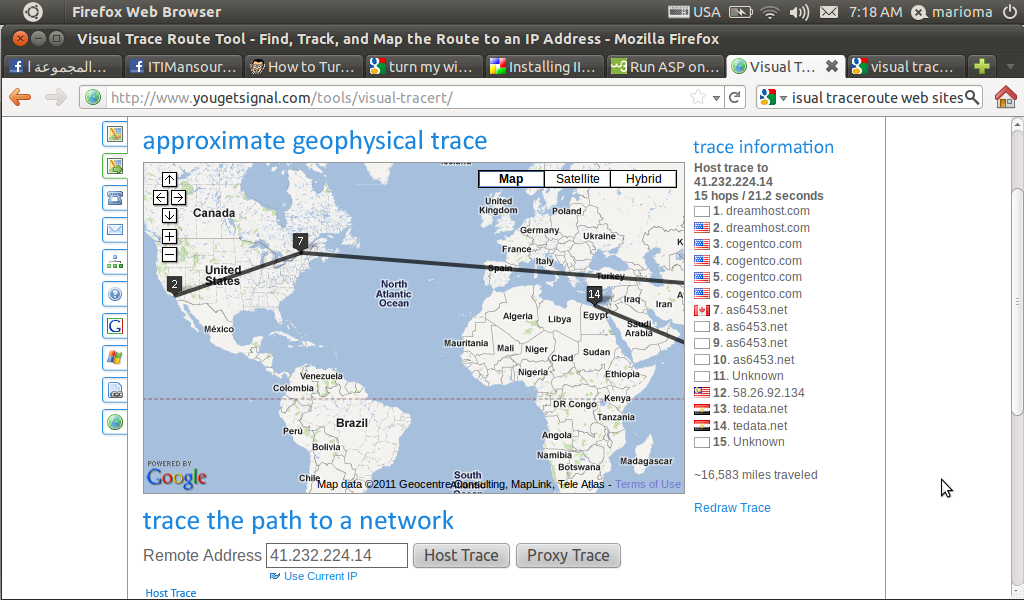 Firefox Web Browser
USA
7:18 AM
marioma
Visual Trace Route Tool - Find, Track, and Map the Route to an IP Address - Mozilla Firefox
المجموعة ا...
ITIMansour...
How to Tur...
turn my wi...
Installing II...
Run ASP on...
Visual T...
visual trac...
http://www.yougetsignal.com/tools/visual-tracert/
isual traceroute web sites
approximate geophysical trace
Map
Satellite
Hybrid
Canada
United States
México
Venezuela
Colombia
Perú
Brazil
Bolivia
Chile
North Atlantic Ocean
South Atlantic Ocean
United Kingdom
Poland
Germany
Ukraine
France
Italy
Spain
Turkey
Iraq
Iran
Algeria
Libya
Egypt
Saudi Arabia
Mauritania
Mali
Niger
Chad
Sudan
Nigeria
Ethiopia
Kenya
DR Congo
Tanzania
Angola
Namibia
Botswana
Madagascar
2
7
14
POWERED BY
Google
Map data ©2011 Geocentre Consulting, MapLink, Tele Atlas - Terms of Use
trace information
Host trace to
41.232.224.14
15 hops / 21.2 seconds
1. dreamhost.com
2. dreamhost.com
3. cogentco.com
4. cogentco.com
5. cogentco.com
6. cogentco.com
7. as6453.net
8. as6453.net
9. as6453.net
10. as6453.net
11. Unknown
12. 58.26.92.134
13. tedata.net
14. tedata.net
15. Unknown
~16,583 miles traveled
Redraw Trace
trace the path to a network
Remote Address 41.232.224.14 Host Trace Proxy Trace
Use Current IP
Host Trace